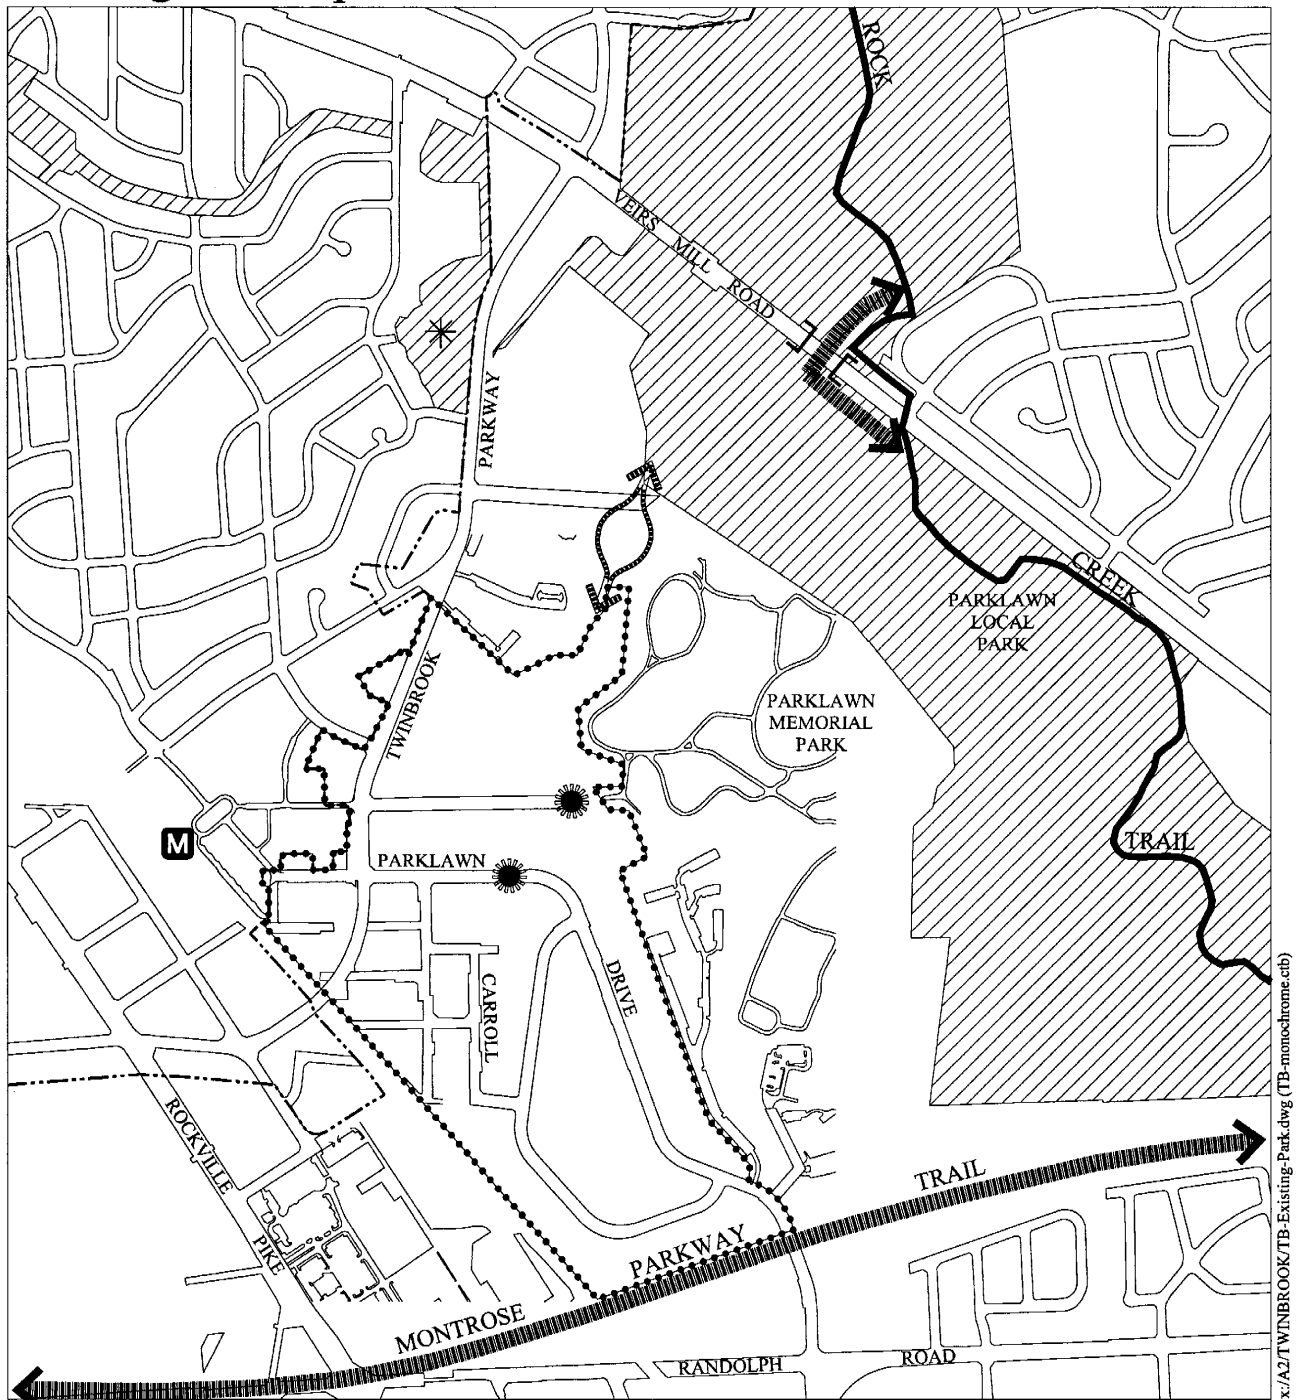 ROCK
VEIRS MILL ROAD
PARKWAY
CREEK
PARKLAWN
LOCAL
PARK
TWINBROOK
PARKLAWN
MEMORIAL
PARK
M
TRAIL
PARKLAWN
DRIVE
CARROLL
ROCKVILLE
PIKE
TRAIL
PARKWAY
MONTROSE
RANDOLPH ROAD
x:/A2/TWINBROOK/TB-Existing-Park.dwg (TB-monochrome.ctb)